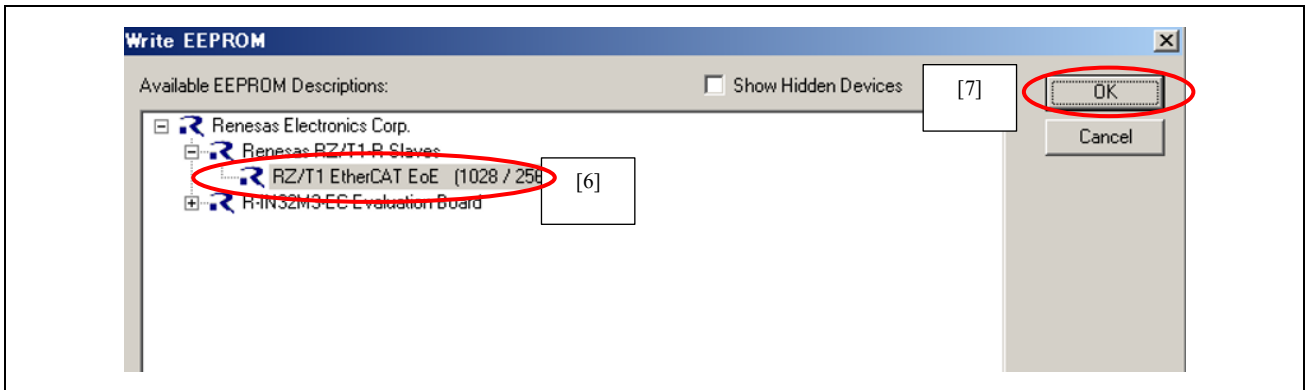 Write EEPROM
Available EEPROM Descriptions:
Show Hidden Devices
[7]
OK
Renesas Electronics Corp.
Cancel
Renesas RZ/T1-R Slaves
RZ/T1 EtherCAT EoE (1028 / 256
[6]
R-IN32M3-EC Evaluation Board